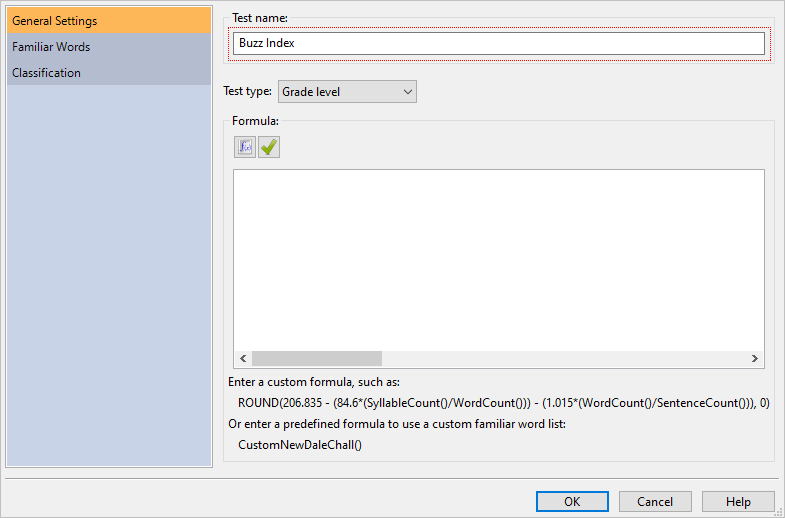 General Settings
Familiar Words
Classification
Test name:
Buzz Index
Test type:
Grade level
Formula:
f(x)
Enter a custom formula, such as:
ROUND(206.835 - (84.6*(SyllableCount()/WordCount())) - (1.015*(WordCount()/SentenceCount())), 0)
Or enter a predefined formula to use a custom familiar word list:
CustomNewDaleChall()
OK
Cancel
Help